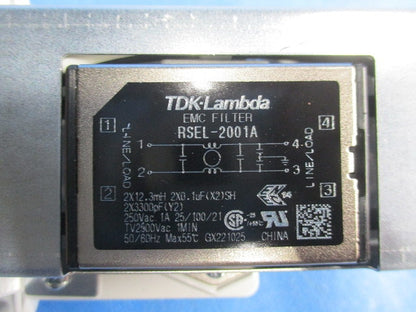 TDK-Lambda
EMC FILTER
RSEL-2001A
1
4
LINE/LOAD
1
4
2
3
LINE/LOAD
2
3
2X12.3mH 2X0.1uF(X2)SH
2X3300pF(Y2)
250Vac 1A 25/100/21
TV2500Vac 1MIN
50/60Hz Max55℃ GX221025 CHINA